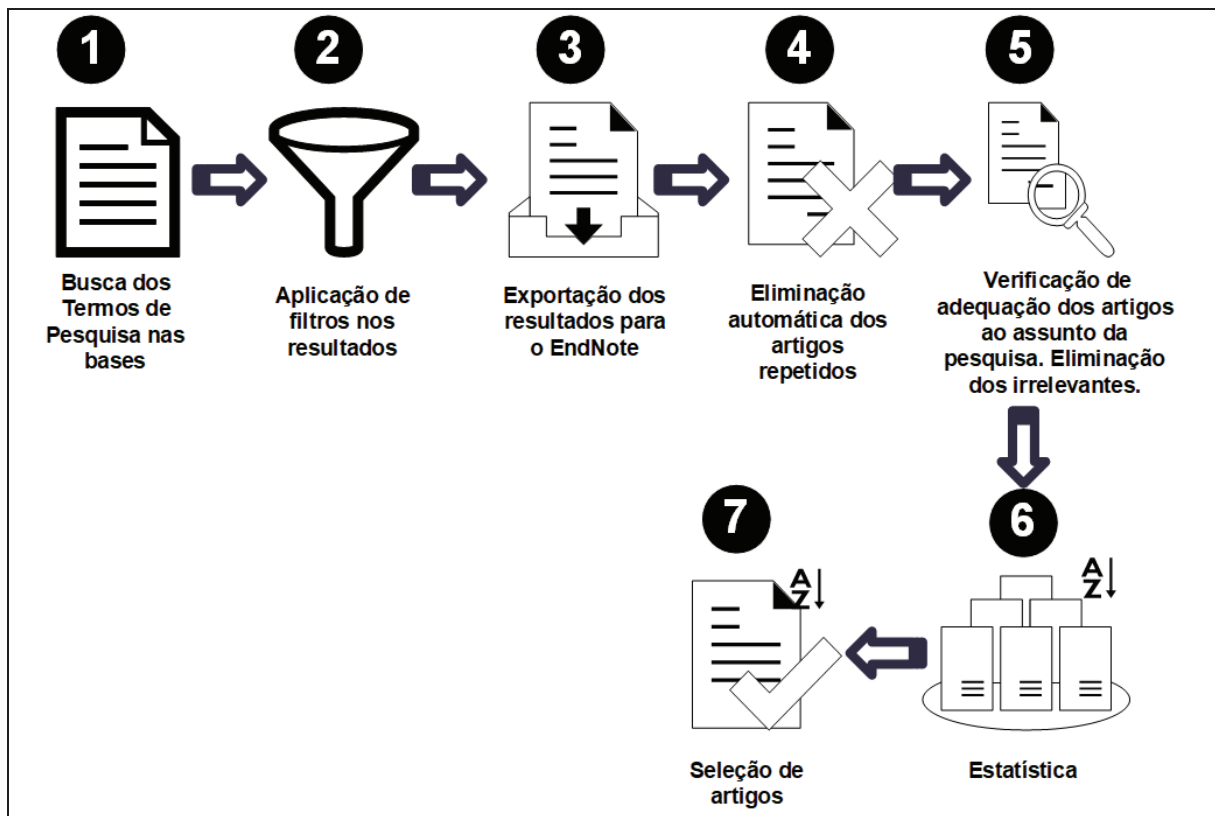 1
Busca dos
Termos de
Pesquisa nas
bases
2
Aplicação de
filtros nos
resultados
3
Exportação dos
resultados para
o EndNote
4
Eliminação
automática dos
artigos
repetidos
5
Verificação de
adequação dos artigos
ao assunto da
pesquisa. Eliminação
dos irrelevantes.
6
A
Z
Estatística
7
A
Z
Seleção de
artigos